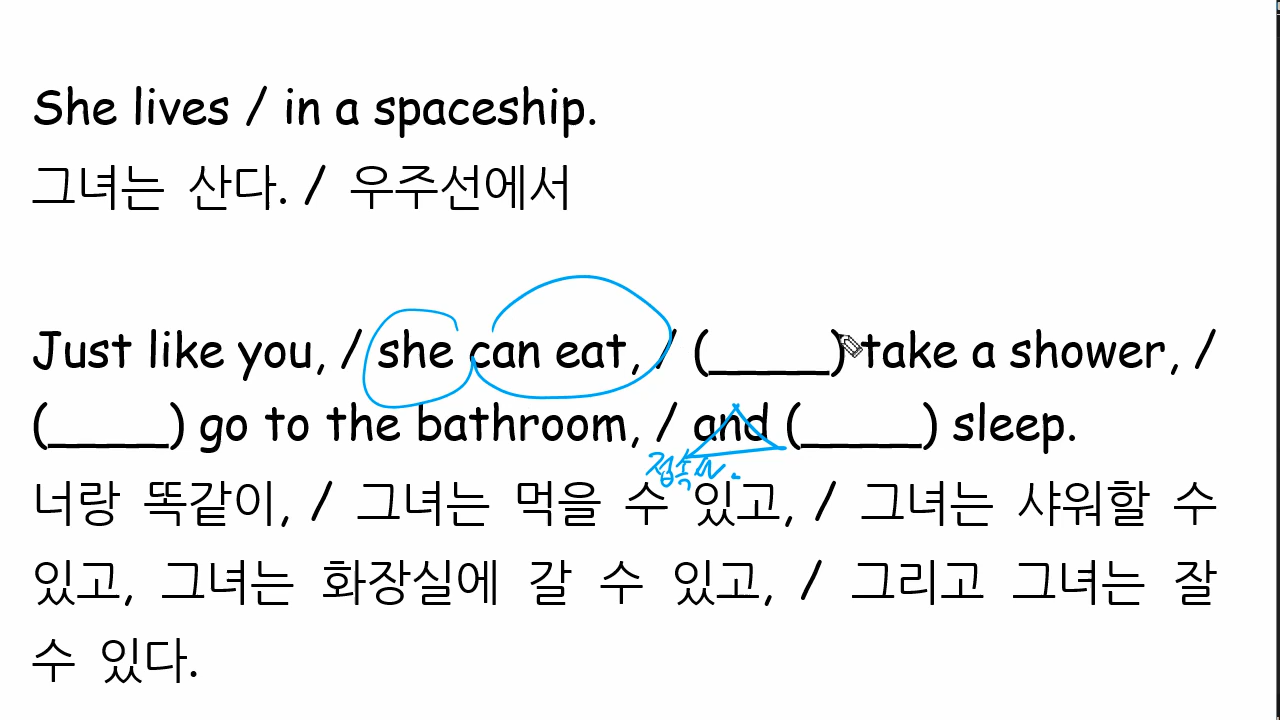 She lives / in a spaceship.
그녀는 산다. / 우주선에서
Just like you, / she can eat, / (____) take a shower, /
(____) go to the bathroom, / and (____) sleep.
접속사.
너랑 똑같이, / 그녀는 먹을 수 있고, / 그녀는 샤워할 수
있고, 그녀는 화장실에 갈 수 있고, / 그리고 그녀는 잘
수 있다.